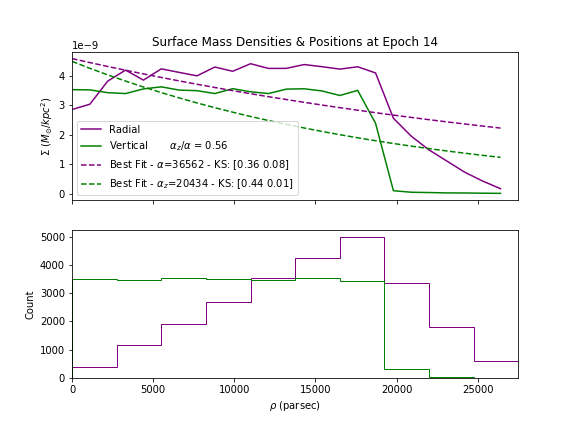 Surface Mass Densities & Positions at Epoch 14
1e−9
4
3
2
1
0
Σ (M⊙/kpc²)
Radial
Vertical α_z/α = 0.56
Best Fit - α=36562 - KS: [0.36 0.08]
Best Fit - α_z=20434 - KS: [0.44 0.01]
5000
4000
3000
2000
1000
0
Count
0 5000 10000 15000 20000 25000
ρ (parsec)